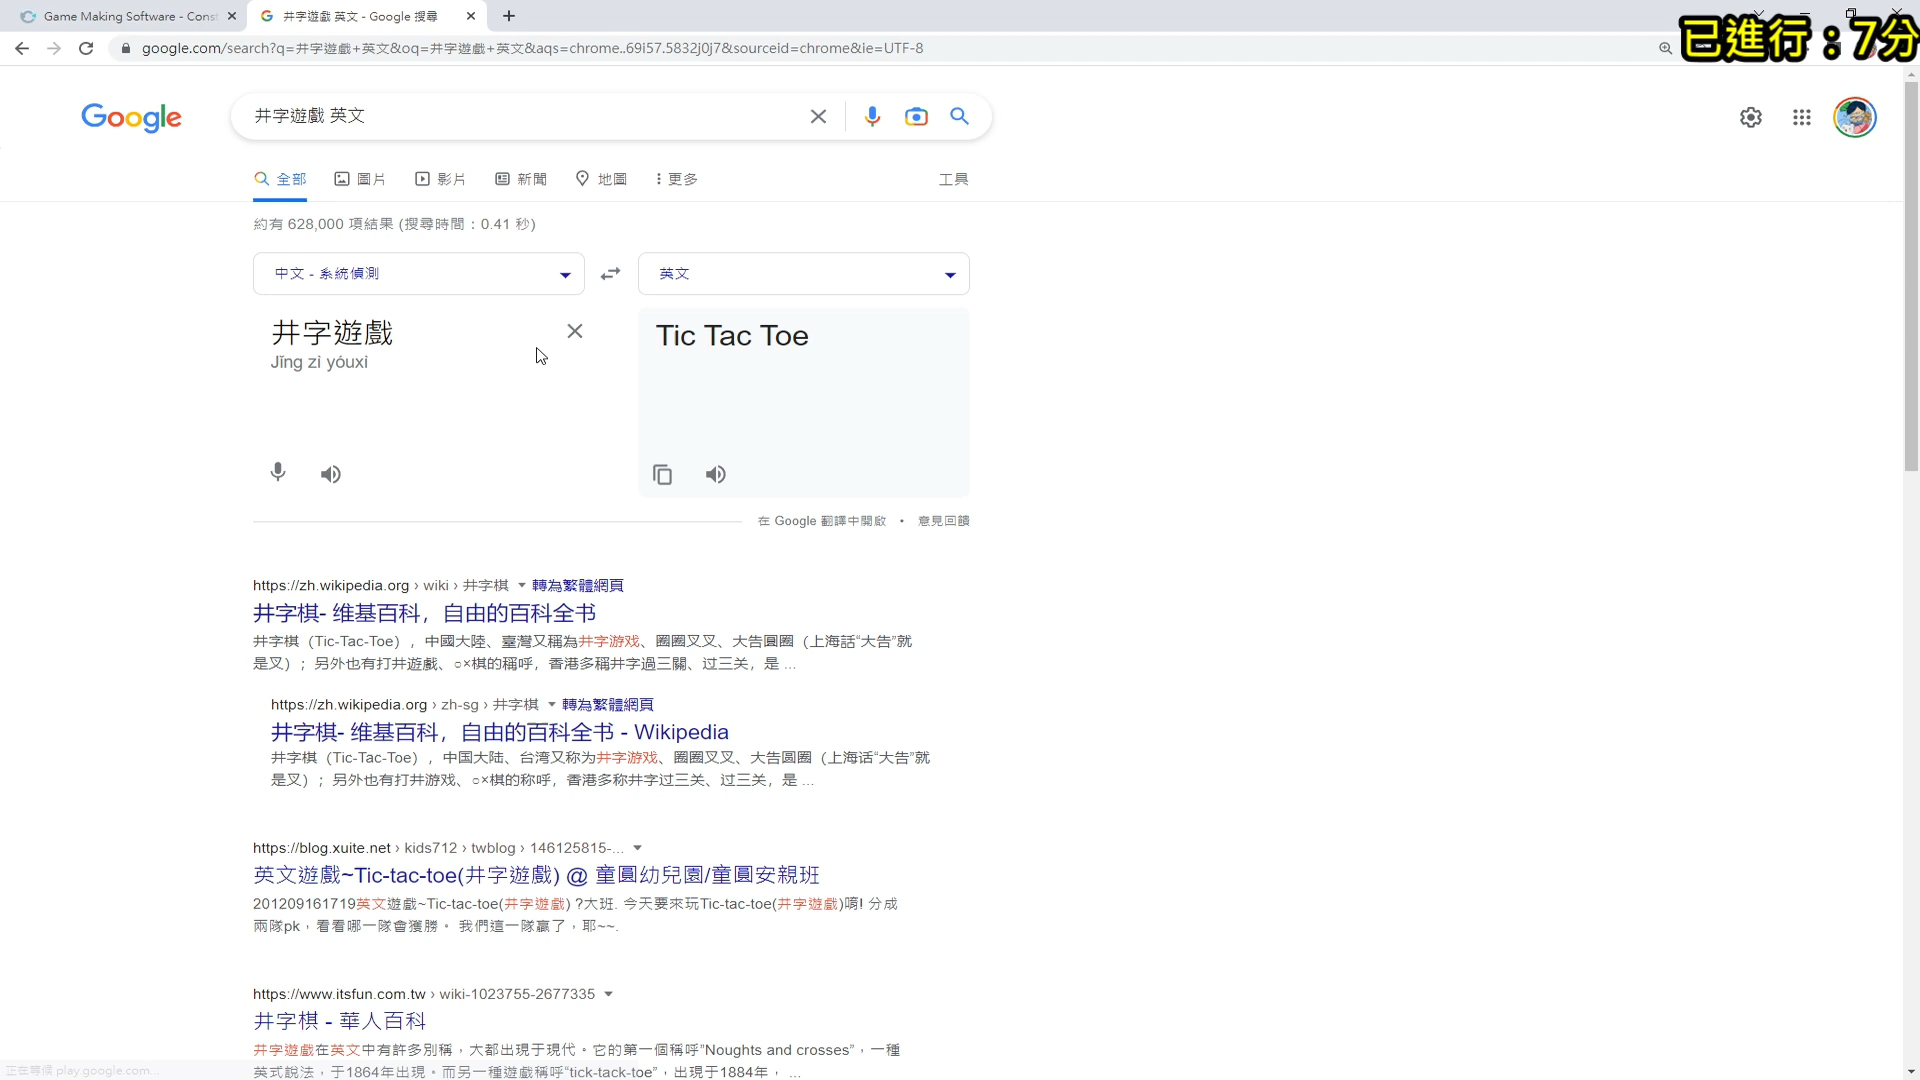 Game Making Software - Const
井字遊戲 英文 - Google 搜尋
google.com/search?q=井字遊戲+英文&oq=井字遊戲+英文&aqs=chrome..69i57.5832j0j7&sourceid=chrome&ie=UTF-8
已進行：7分
Google
井字遊戲 英文
全部 圖片 影片 新聞 地圖 更多 工具
約有 628,000 項結果 (搜尋時間：0.41 秒)
中文 - 系統偵測
英文
井字遊戲
Jǐng zì yóuxì
Tic Tac Toe
在 Google 翻譯中開啟 • 意見回饋
https://zh.wikipedia.org › wiki › 井字棋 轉為繁體網頁
井字棋- 维基百科，自由的百科全书
井字棋（Tic-Tac-Toe），中國大陸、臺灣又稱為井字游戏、圈圈叉叉、大告圓圈（上海話“大告”就
是叉）；另外也有打井遊戲、○×棋的稱呼，香港多稱井字過三關、过三关，是 ...
https://zh.wikipedia.org › zh-sg › 井字棋 轉為繁體網頁
井字棋- 维基百科，自由的百科全书 - Wikipedia
井字棋（Tic-Tac-Toe），中国大陆、台湾又称为井字游戏、圈圈叉叉、大告圆圈（上海话“大告”就
是叉）；另外也有打井游戏、○×棋的称呼，香港多称井字过三关、过三关，是 ...
https://blog.xuite.net › kids712 › twblog › 146125815-...
英文遊戲~Tic-tac-toe(井字遊戲) @ 童圓幼兒園/童圓安親班
201209161719英文遊戲~Tic-tac-toe(井字遊戲) ?大班. 今天要來玩Tic-tac-toe(井字遊戲)唷! 分成
兩隊pk，看看哪一隊會獲勝。 我們這一隊贏了，耶~~.
https://www.itsfun.com.tw › wiki-1023755-2677335
井字棋 - 華人百科
井字遊戲在英文中有許多別稱，大都出現于現代。它的第一個稱呼”Noughts and crosses”，一種
英式說法，于1864年出現。而另一種遊戲稱呼“tick-tack-toe”，出現于1884年， ...
正在等候 play.google.com...